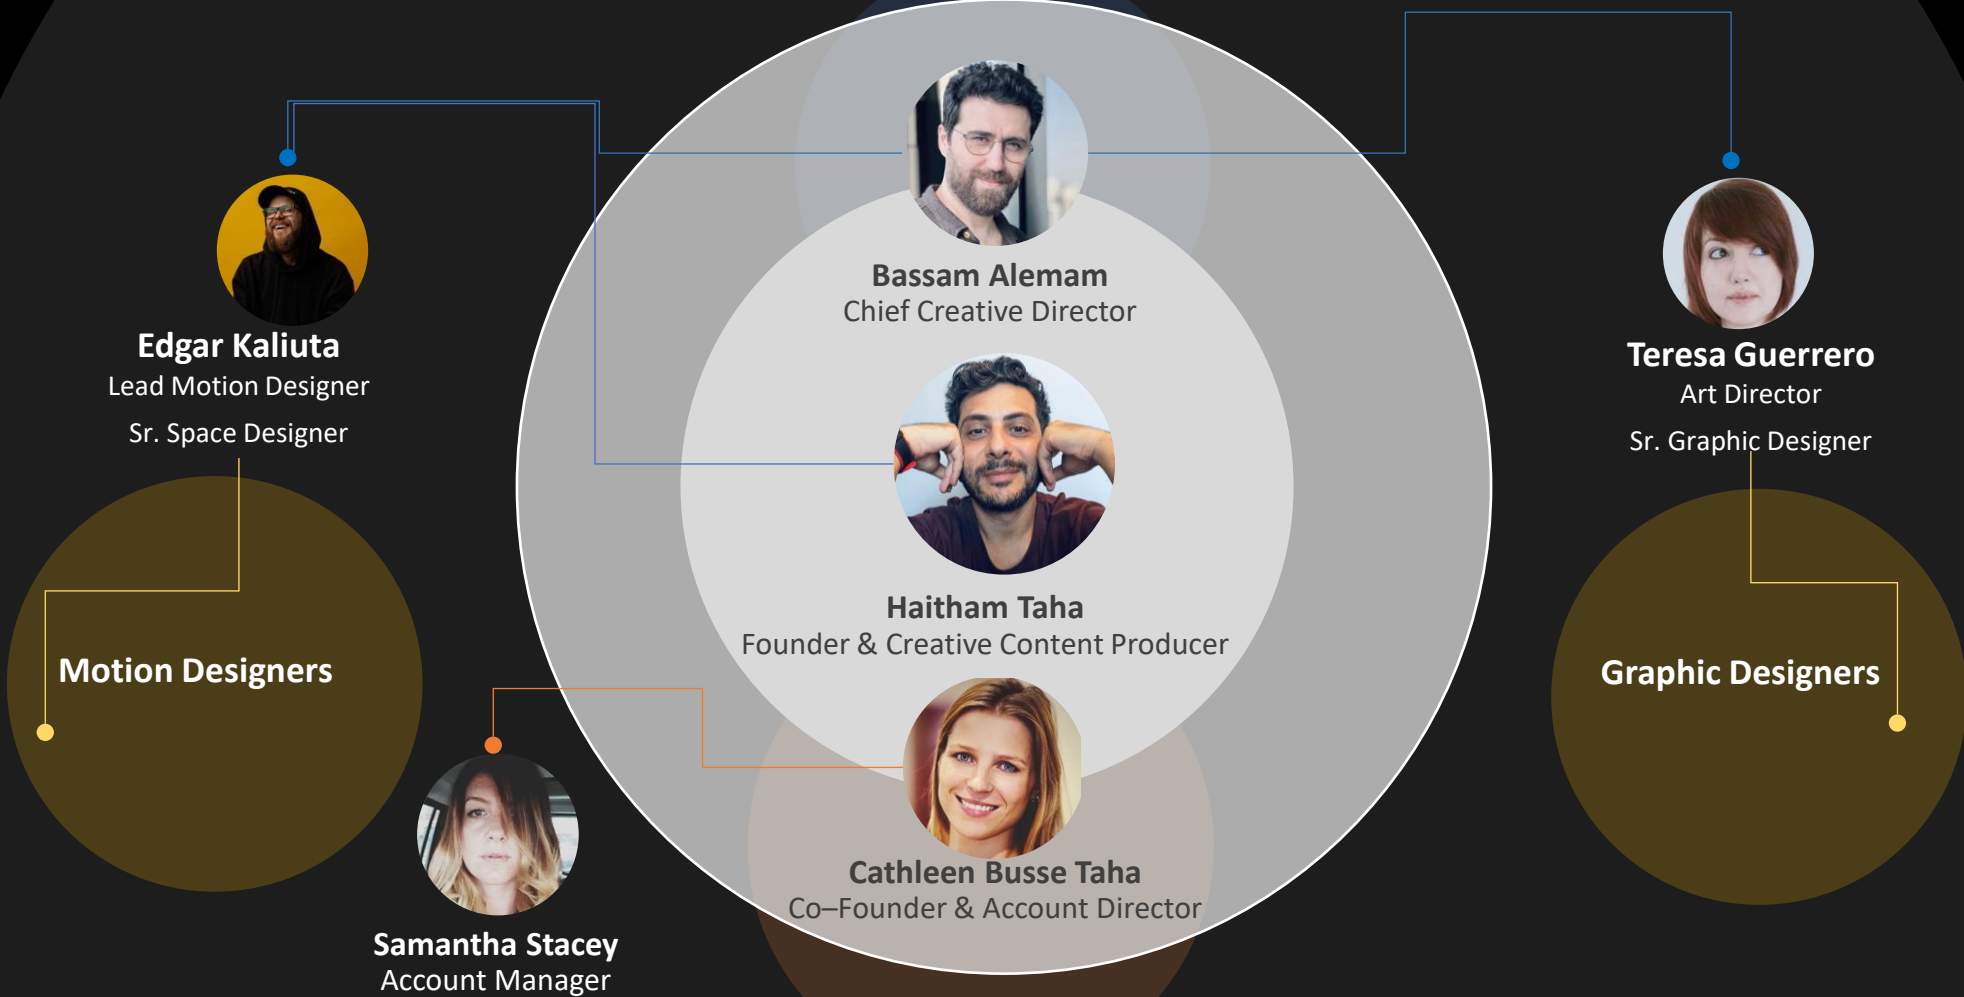 Bassam Alemam
Chief Creative Director
Edgar Kaliuta
Lead Motion Designer
Sr. Space Designer
Teresa Guerrero
Art Director
Sr. Graphic Designer
Haitham Taha
Founder & Creative Content Producer
Motion Designers
Graphic Designers
Cathleen Busse Taha
Co–Founder & Account Director
Samantha Stacey
Account Manager